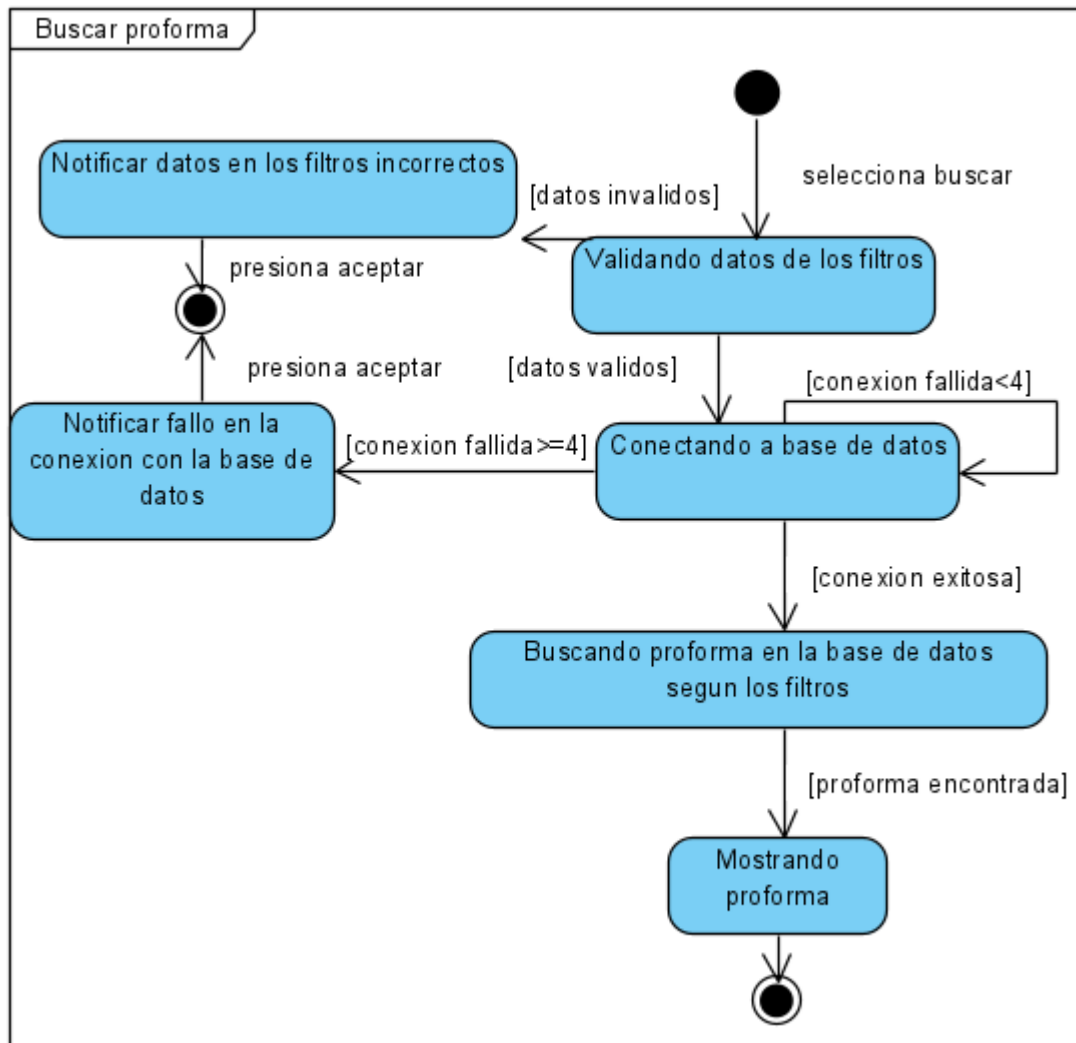 Buscar proforma
Notificar datos en los filtros incorrectos
selecciona buscar
[datos invalidos]
Validando datos de los filtros
presiona aceptar
presiona aceptar
[datos validos]
[conexion fallida<4]
Notificar fallo en la
conexion con la base de
datos
[conexion fallida>=4]
Conectando a base de datos
[conexion exitosa]
Buscando proforma en la base de datos
segun los filtros
[proforma encontrada]
Mostrando
proforma